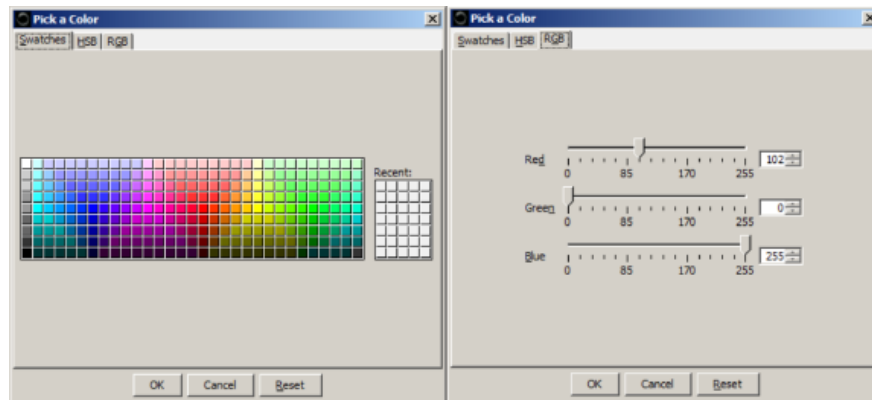 Pick a Color
Swatches HSB RGB
Recent:
OK Cancel Reset
Pick a Color
Swatches HSB RGB
Red 102
0 85 170 255
Green 0
0 85 170 255
Blue 255
0 85 170 255
OK Cancel Reset